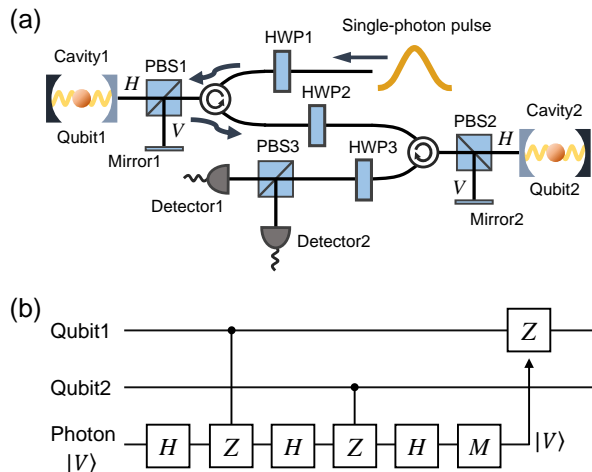 (a)
HWP1
Single-photon pulse
Cavity1
PBS1
H
Qubit1
V
Mirror1
HWP2
PBS2
Cavity2
H
V
Qubit2
Mirror2
PBS3
HWP3
Detector1
Detector2
(b)
Qubit1
Z
Qubit2
Photon
|V⟩
H
Z
H
Z
H
M
|V⟩